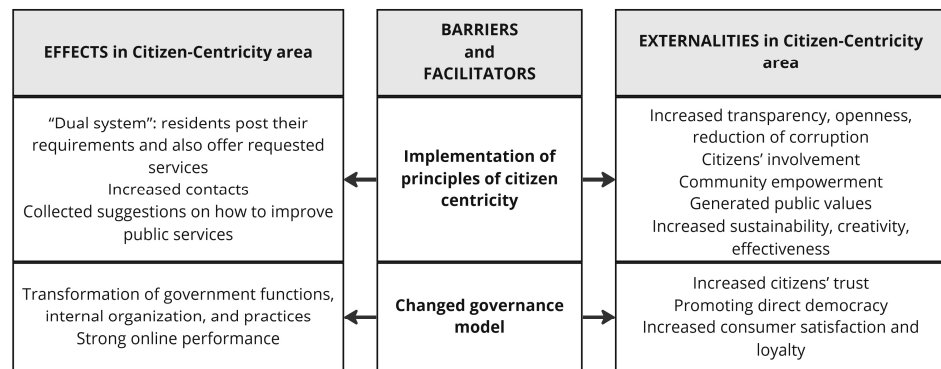 EFFECTS in Citizen-Centricity area
BARRIERS
and
FACILITATORS
EXTERNALITIES in Citizen-Centricity
area
“Dual system”: residents post their
requirements and also offer requested
services
Increased contacts
Collected suggestions on how to improve
public services
Implementation of
principles of citizen
centricity
Increased transparency, openness,
reduction of corruption
Citizens’ involvement
Community empowerment
Generated public values
Increased sustainability, creativity,
effectiveness
Transformation of government functions,
internal organization, and practices
Strong online performance
Changed governance
model
Increased citizens’ trust
Promoting direct democracy
Increased consumer satisfaction and
loyalty